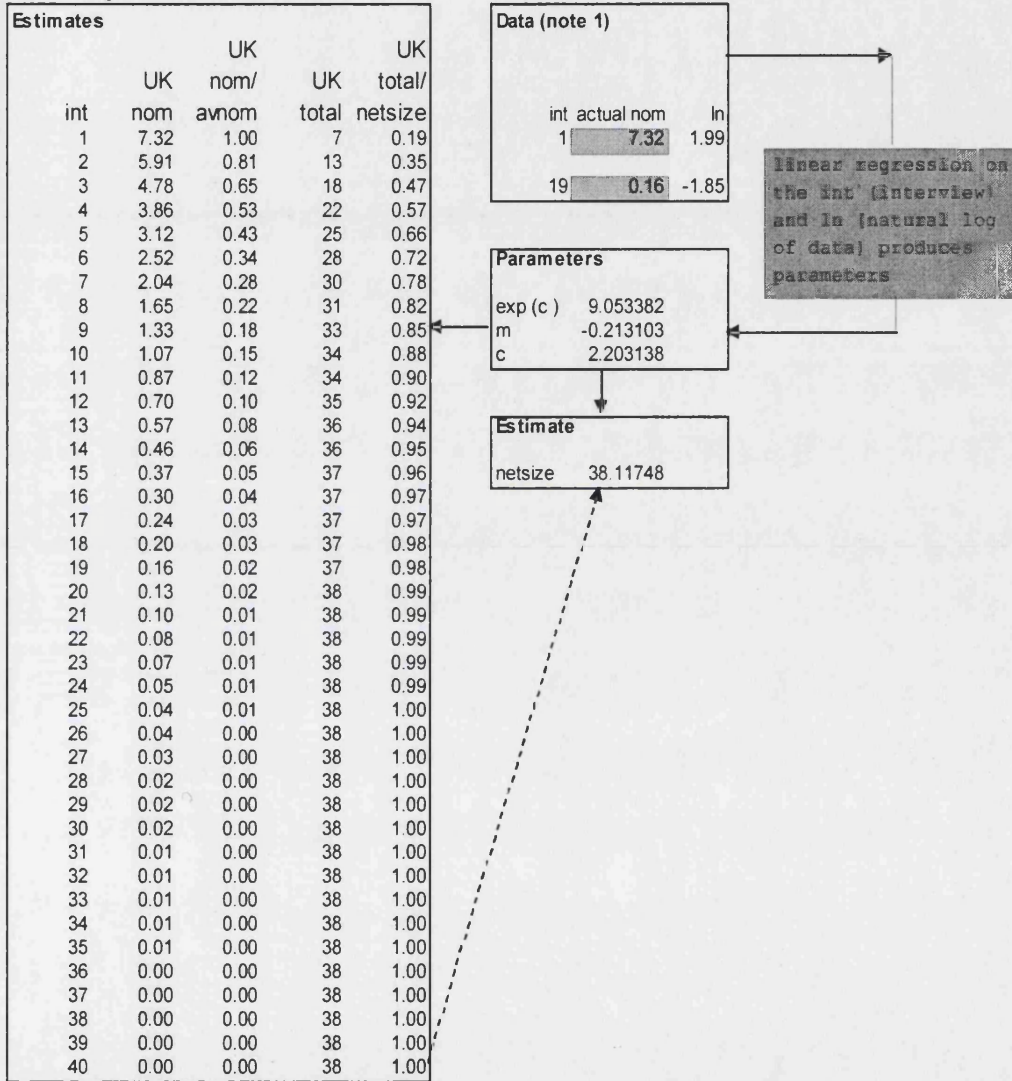 Estimates
UK UK
UK nom/ UK total/
int nom avnom total netsize
1 7.32 1.00 7 0.19
2 5.91 0.81 13 0.35
3 4.78 0.65 18 0.47
4 3.86 0.53 22 0.57
5 3.12 0.43 25 0.66
6 2.52 0.34 28 0.72
7 2.04 0.28 30 0.78
8 1.65 0.22 31 0.82
9 1.33 0.18 33 0.85
10 1.07 0.15 34 0.88
11 0.87 0.12 34 0.90
12 0.70 0.10 35 0.92
13 0.57 0.08 36 0.94
14 0.46 0.06 36 0.95
15 0.37 0.05 37 0.96
16 0.30 0.04 37 0.97
17 0.24 0.03 37 0.97
18 0.20 0.03 37 0.98
19 0.16 0.02 37 0.98
20 0.13 0.02 38 0.99
21 0.10 0.01 38 0.99
22 0.08 0.01 38 0.99
23 0.07 0.01 38 0.99
24 0.05 0.01 38 0.99
25 0.04 0.01 38 1.00
26 0.04 0.00 38 1.00
27 0.03 0.00 38 1.00
28 0.02 0.00 38 1.00
29 0.02 0.00 38 1.00
30 0.02 0.00 38 1.00
31 0.01 0.00 38 1.00
32 0.01 0.00 38 1.00
33 0.01 0.00 38 1.00
34 0.01 0.00 38 1.00
35 0.01 0.00 38 1.00
36 0.00 0.00 38 1.00
37 0.00 0.00 38 1.00
38 0.00 0.00 38 1.00
39 0.00 0.00 38 1.00
40 0.00 0.00 38 1.00
Data (note 1)
int actual nom ln
1 7.32 1.99
19 0.16 -1.85
linear regression on
the int (interview)
and ln (natural log
of data) produces
parameters
Parameters
exp (c ) 9.053382
m -0.213103
c 2.203138
Estimate
netsize 38.11748